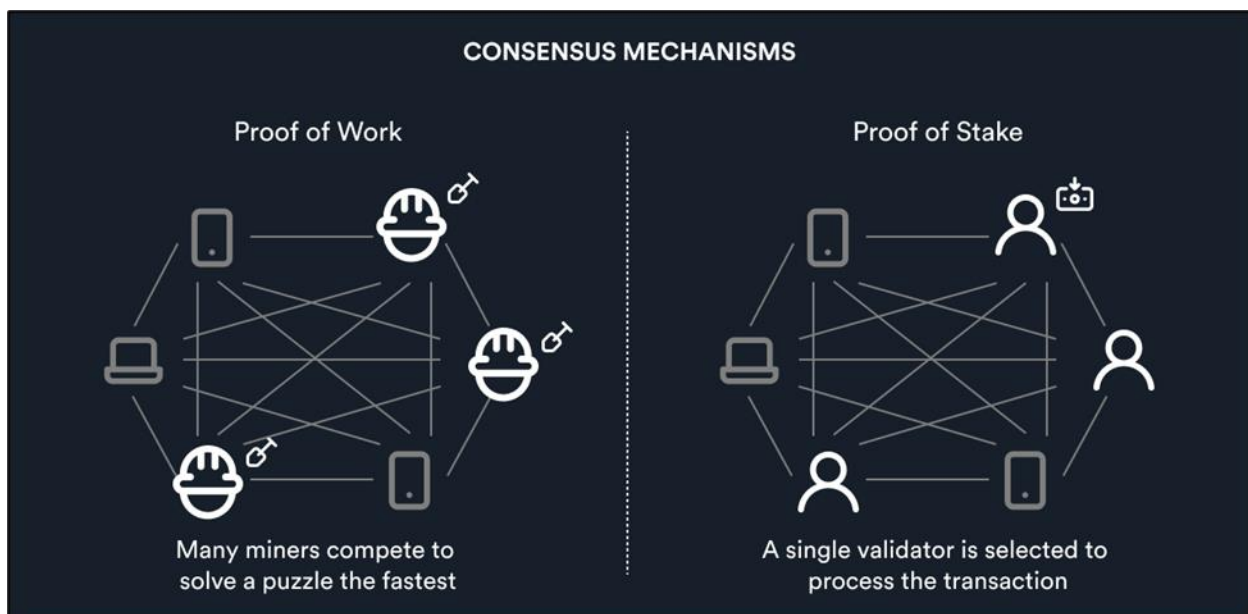 CONSENSUS MECHANISMS
Proof of Work
Many miners compete to
solve a puzzle the fastest
Proof of Stake
A single validator is selected to
process the transaction